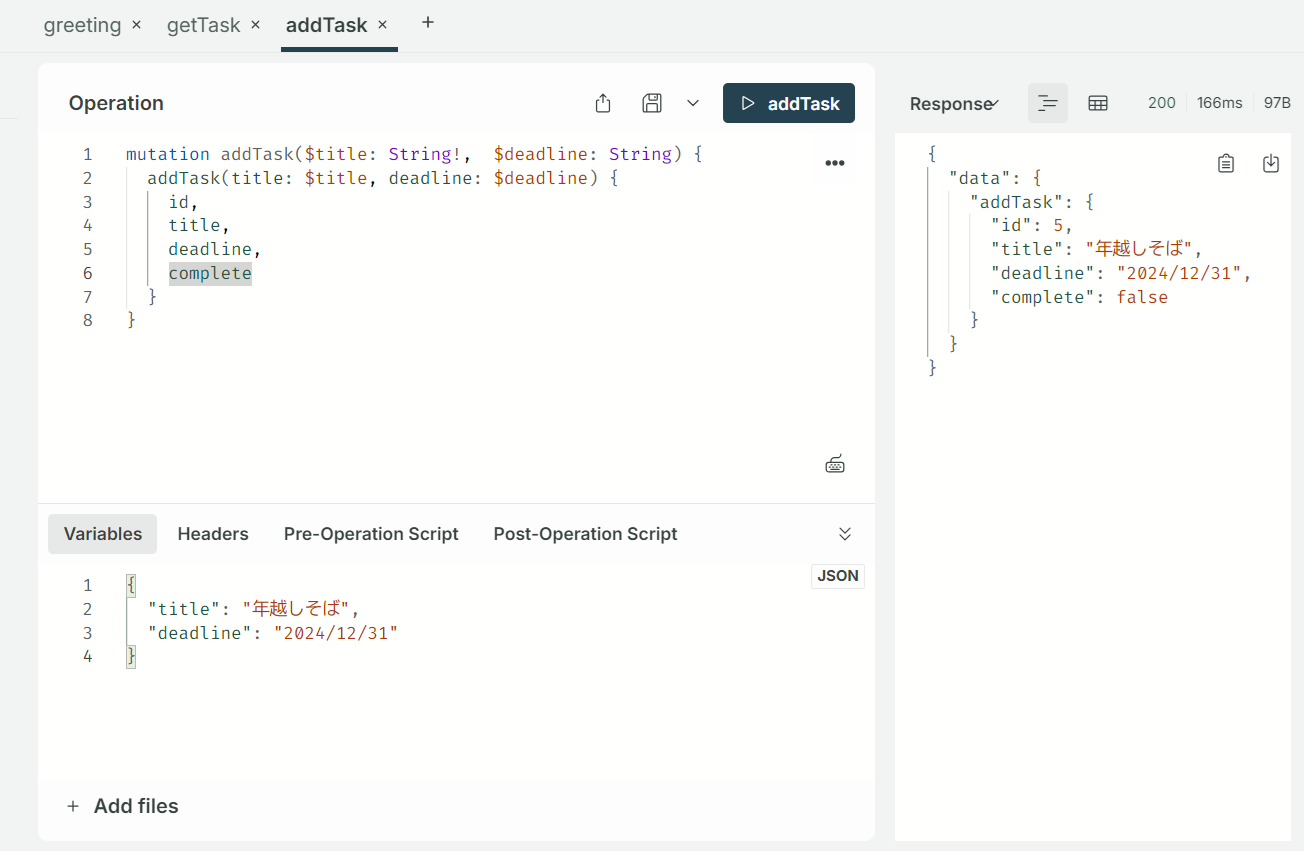 greeting × getTask × addTask × +
Operation
addTask
1 mutation addTask($title: String!,  $deadline: String) {
2   addTask(title: $title, deadline: $deadline) {
3     id,
4     title,
5     deadline,
6     complete
7   }
8 }
Variables Headers Pre-Operation Script Post-Operation Script
JSON
1 {
2   "title": "年越しそば",
3   "deadline": "2024/12/31"
4 }
+ Add files
Response 200 166ms 97B
{
  "data": {
    "addTask": {
      "id": 5,
      "title": "年越しそば",
      "deadline": "2024/12/31",
      "complete": false
    }
  }
}